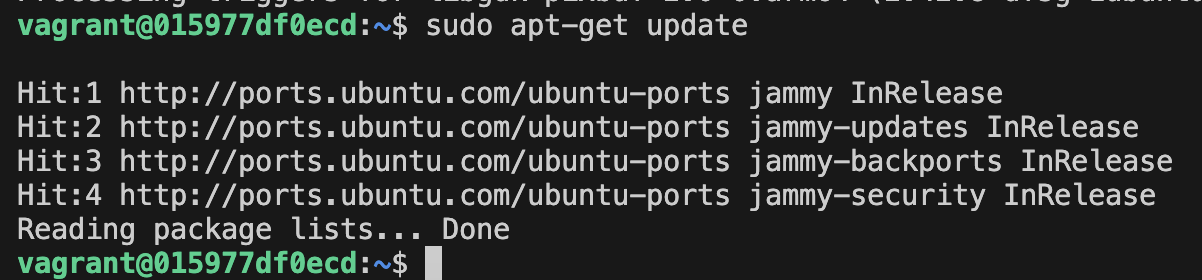 vagrant@015977df0ecd:~$ sudo apt-get update
Hit:1 http://ports.ubuntu.com/ubuntu-ports jammy InRelease
Hit:2 http://ports.ubuntu.com/ubuntu-ports jammy-updates InRelease
Hit:3 http://ports.ubuntu.com/ubuntu-ports jammy-backports InRelease
Hit:4 http://ports.ubuntu.com/ubuntu-ports jammy-security InRelease
Reading package lists... Done
vagrant@015977df0ecd:~$